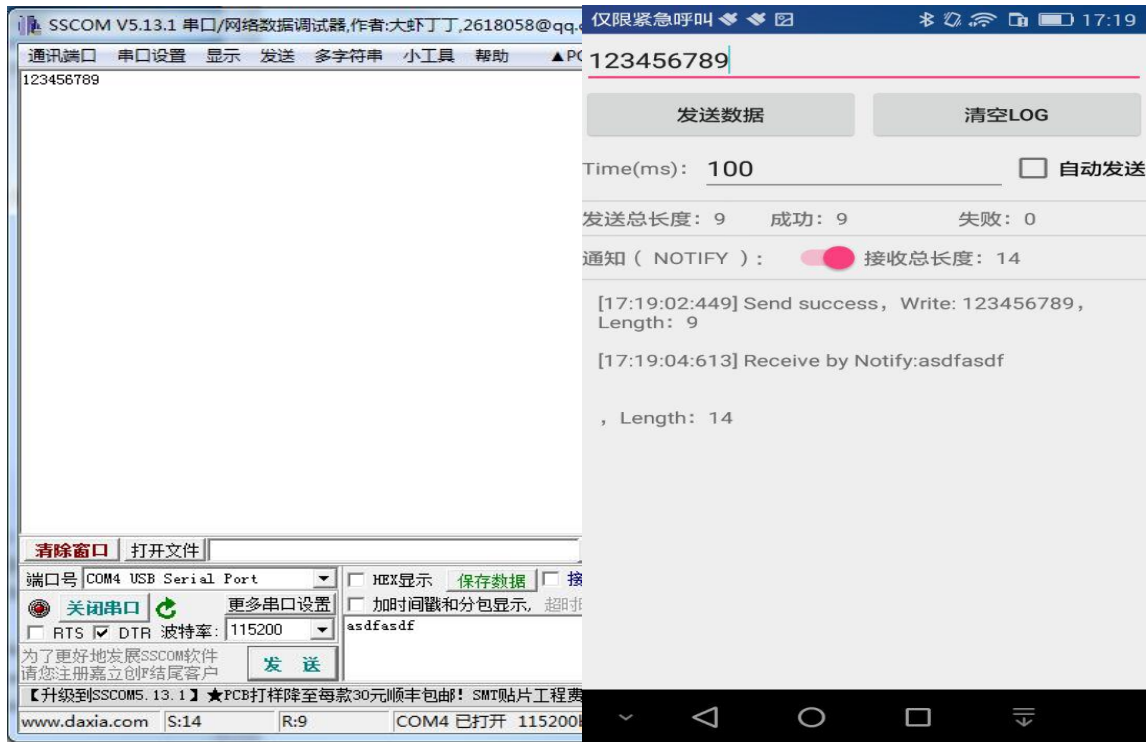 SSCOM V5.13.1 串口/网络数据调试器,作者:大虾丁丁,2618058@qq.
通讯端口 串口设置 显示 发送 多字符串 小工具 帮助 ▲PC
123456789
清除窗口 打开文件
端口号 COM4 USB Serial Port HEX显示 保存数据 接
关闭串口 更多串口设置 加时间戳和分包显示, 超时
RTS DTR 波特率: 115200 asdfasdf
为了更好地发展SSCOM软件
请您注册嘉立创F结尾客户
发 送
【升级到SSCOM5.13.1】★PCB打样降至每款30元顺丰包邮! SMT贴片工程费
www.daxia.com S:14 R:9 COM4 已打开 115200
仅限紧急呼叫 17:19
123456789
发送数据 清空LOG
Time(ms): 100 自动发送
发送总长度: 9 成功: 9 失败: 0
通知 ( NOTIFY ) : 接收总长度: 14
[17:19:02:449] Send success, Write: 123456789,
Length: 9
[17:19:04:613] Receive by Notify:asdfasdf
, Length: 14